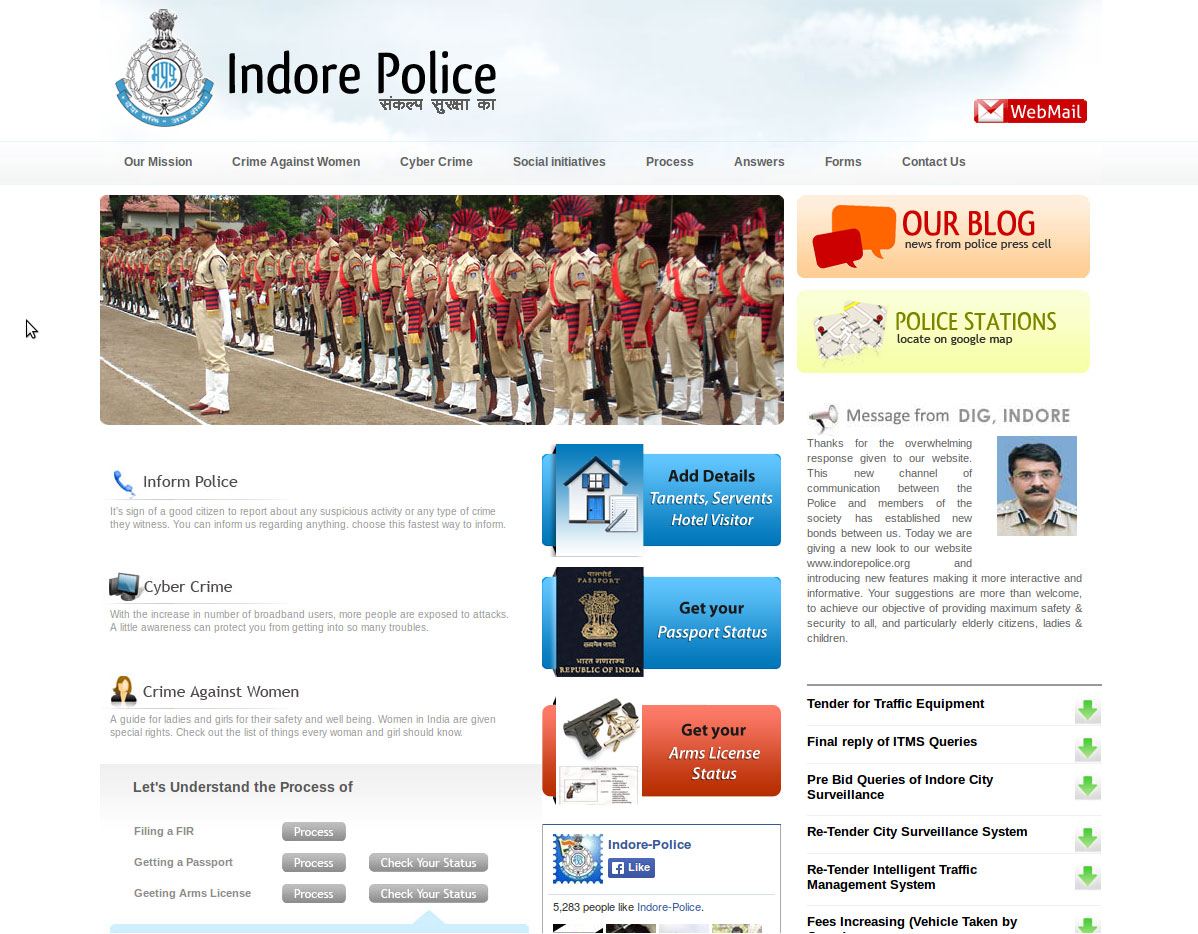 Indore Police
संकल्प सुरक्षा का
WebMail
Our Mission Crime Against Women Cyber Crime Social initiatives Process Answers Forms Contact Us
OUR BLOG
news from police press cell
POLICE STATIONS
locate on google map
Message from DIG, INDORE
Thanks for the overwhelming
response given to our website.
This new channel of
communication between the
Police and members of the
society has established new
bonds between us. Today we are
giving a new look to our website
www.indorepolice.org and
introducing new features making it more interactive and
informative. Your suggestions are more than welcome,
to achieve our objective of providing maximum safety &
security to all, and particularly elderly citizens, ladies &
children.
Inform Police
It's sign of a good citizen to report about any suspicious activity or any type of crime
they witness. You can inform us regarding anything. choose this fastest way to inform.
Cyber Crime
With the increase in number of broadband users, more people are exposed to attacks.
A little awareness can protect you from getting into so many troubles.
Crime Against Women
A guide for ladies and girls for their safety and well being. Women in India are given
special rights. Check out the list of things every woman and girl should know.
Let's Understand the Process of
Filing a FIR Process
Getting a Passport Process Check Your Status
Geeting Arms License Process Check Your Status
Add Details
Tanents, Servents
Hotel Visitor
पासपोर्ट
PASSPORT
सत्यमेव जयते
भारत गणराज्य
REPUBLIC OF INDIA
Get your
Passport Status
Get your
Arms License
Status
Indore-Police
Like
5,283 people like Indore-Police.
Tender for Traffic Equipment
Final reply of ITMS Queries
Pre Bid Queries of Indore City
Surveillance
Re-Tender City Surveillance System
Re-Tender Intelligent Traffic
Management System
Fees Increasing (Vehicle Taken by